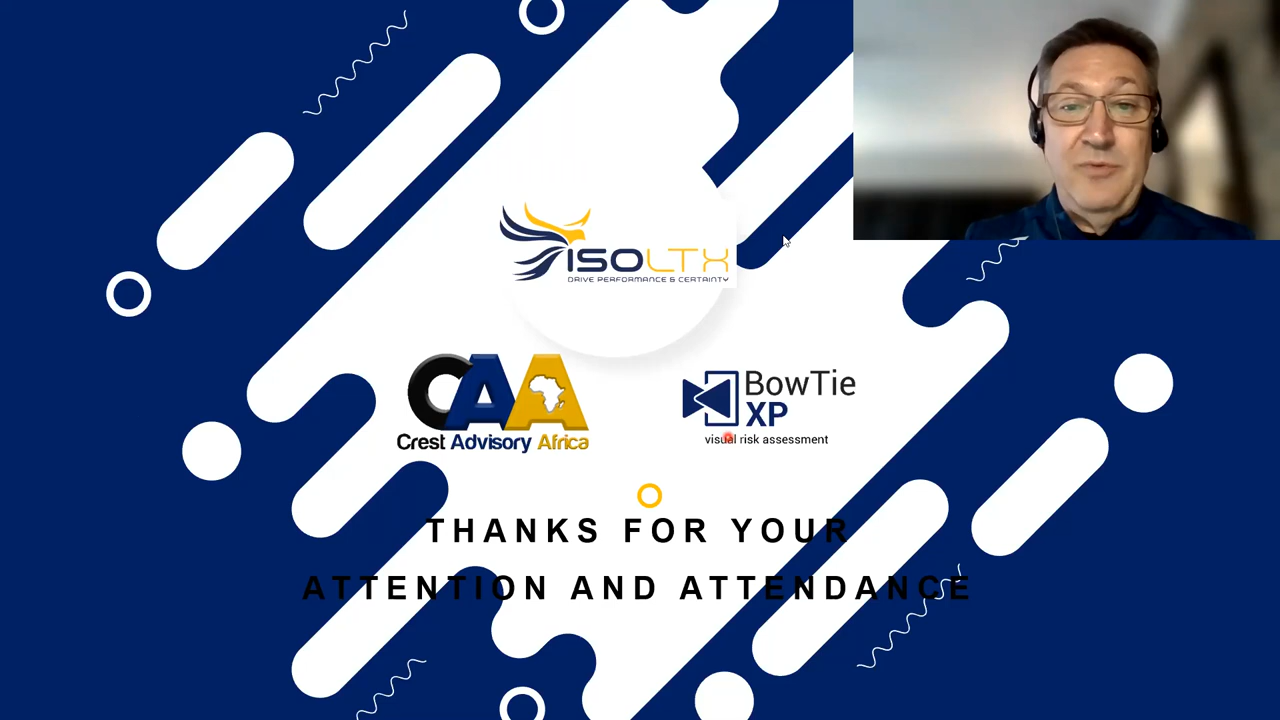 ISOLTX
DRIVE PERFORMANCE & CERTAINTY
CAA
Crest Advisory Africa
BowTie
XP
visual risk assessment
THANKS FOR YOUR
ATTENTION AND ATTENDANCE